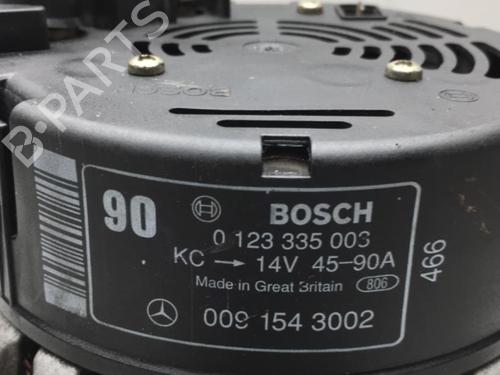 B-PARTS
BOSCH
90
BOSCH
0 123 335 003
KC → 14V 45-90A
Made in Great Britain 806
009 154 3002
466